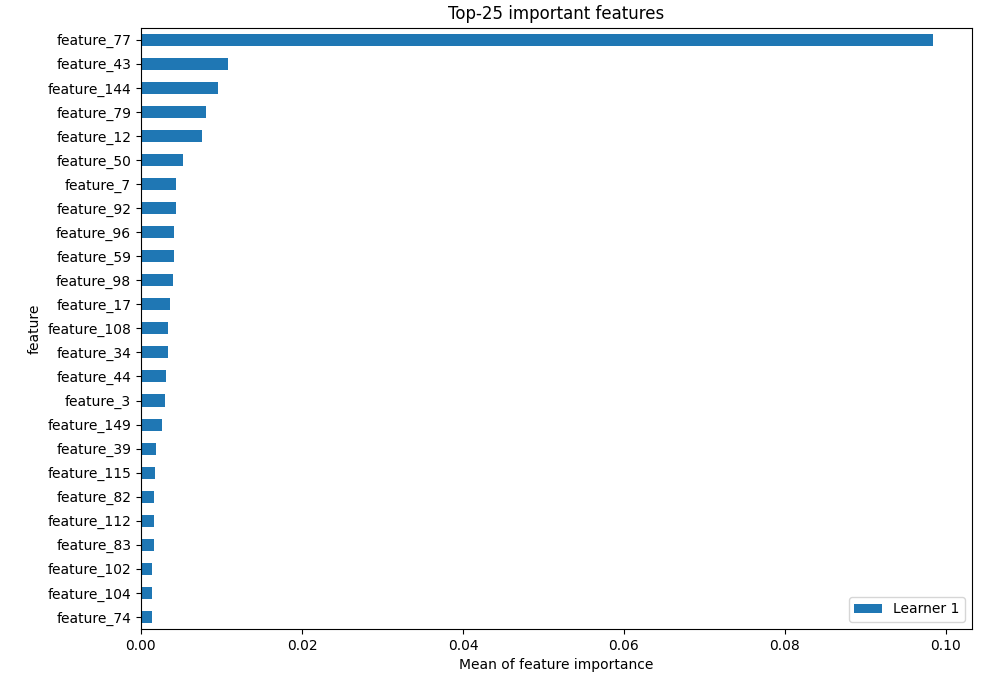 Top-25 important features
feature_77
feature_43
feature_144
feature_79
feature_12
feature_50
feature_7
feature_92
feature_96
feature_59
feature_98
feature_17
feature_108
feature_34
feature_44
feature_3
feature_149
feature_39
feature_115
feature_82
feature_112
feature_83
feature_102
feature_104
feature_74
feature
Learner 1
0.00 0.02 0.04 0.06 0.08 0.10
Mean of feature importance